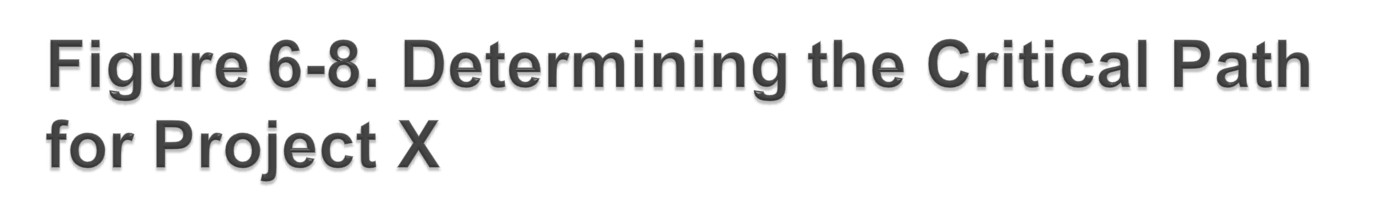 Figure 6-8. Determining the Critical Path
for Project X